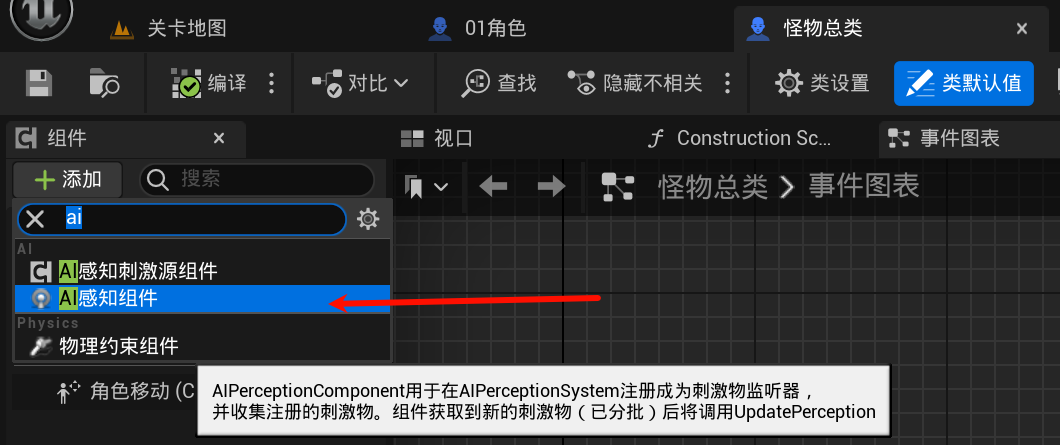 关卡地图
01角色
怪物总类
编译
对比
查找
隐藏不相关
类设置
类默认值
组件
视口
Construction Sc...
事件图表
添加
搜索
怪物总类
事件图表
ai
AI
AI感知刺激源组件
AI感知组件
Physics
物理约束组件
角色移动 (C
AIPerceptionComponent用于在AIPerceptionSystem注册成为刺激物监听器，
并收集注册的刺激物。组件获取到新的刺激物（已分批）后将调用UpdatePerception